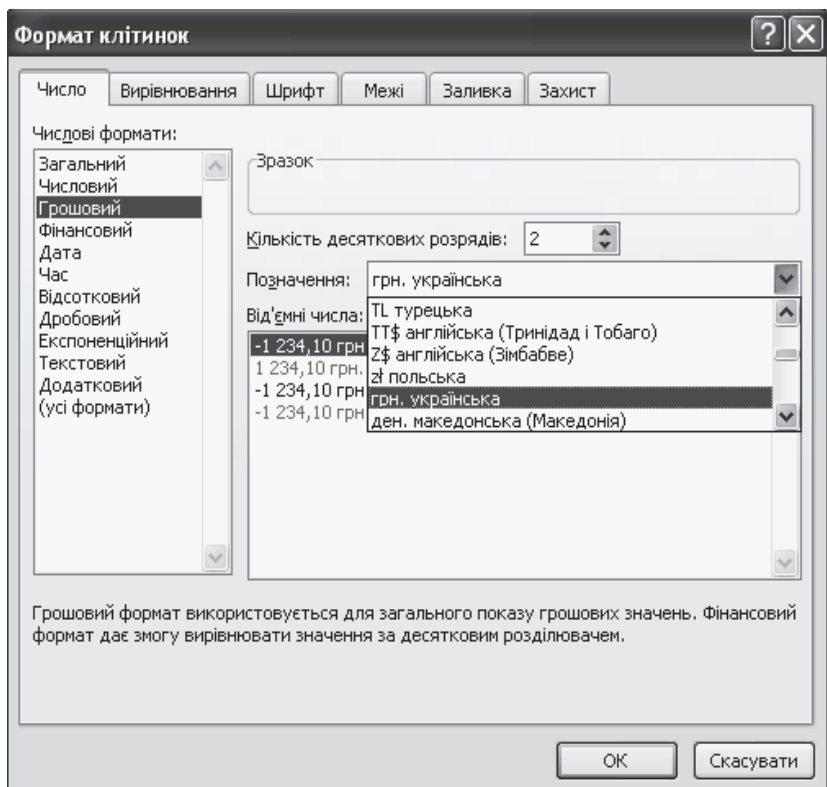 Формат клітинок
Число Вирівнювання Шрифт Межі Заливка Захист
Числові формати:
Загальний
Числовий
Грошовий
Фінансовий
Дата
Час
Відсотковий
Дробовий
Експоненційний
Текстовий
Додатковий
(усі формати)
Зразок
Кількість десяткових розрядів: 2
Позначення: грн. українська
TL турецька
TT$ англійська (Тринідад і Тобаго)
Z$ англійська (Зімбабве)
zł польська
грн. українська
ден. македонська (Македонія)
Від'ємні числа:
-1 234,10 грн
1 234,10 грн.
-1 234,10 грн
-1 234,10 грн
Грошовий формат використовується для загального показу грошових значень. Фінансовий
формат дає змогу вирівнювати значення за десятковим розділювачем.
ОК Скасувати